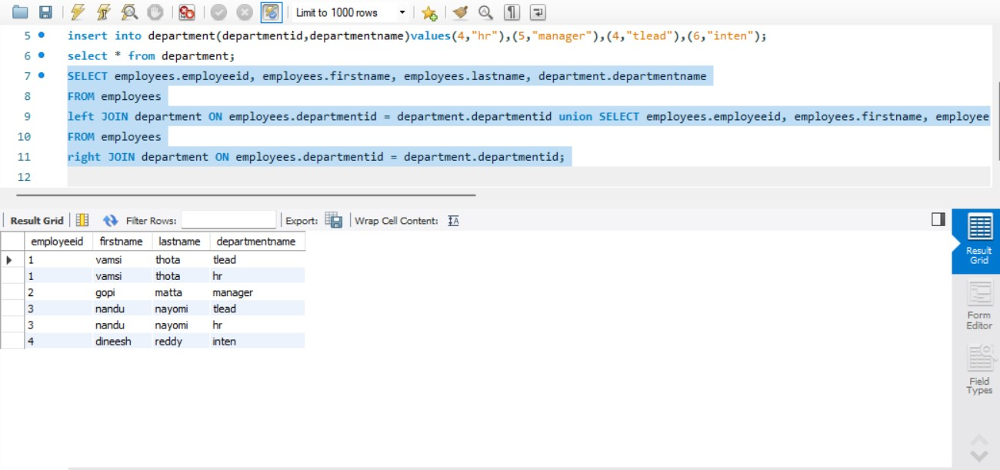 Limit to 1000 rows
5 insert into department(departmentid,departmentname)values(4,"hr"),(5,"manager"),(4,"tlead"),(6,"inten");
6 select * from department;
7 SELECT employees.employeeid, employees.firstname, employees.lastname, department.departmentname
8 FROM employees
9 left JOIN department ON employees.departmentid = department.departmentid union SELECT employees.employeeid, employees.firstname, employee
10 FROM employees
11 right JOIN department ON employees.departmentid = department.departmentid;
12
Result Grid Filter Rows: Export: Wrap Cell Content: IA
employeeid firstname lastname departmentname
1 vamsi thota tlead
1 vamsi thota hr
2 gopi matta manager
3 nandu nayomi tlead
3 nandu nayomi hr
4 dineesh reddy inten
Result
Grid
Form
Editor
Field
Types